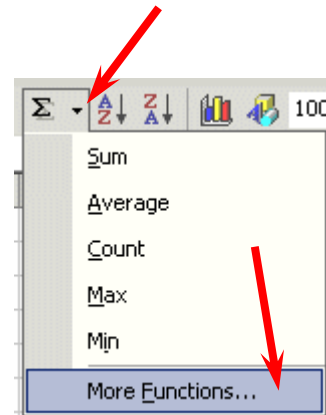 Σ A Z Z A 100
Sum
Average
Count
Max
Min
More Functions...